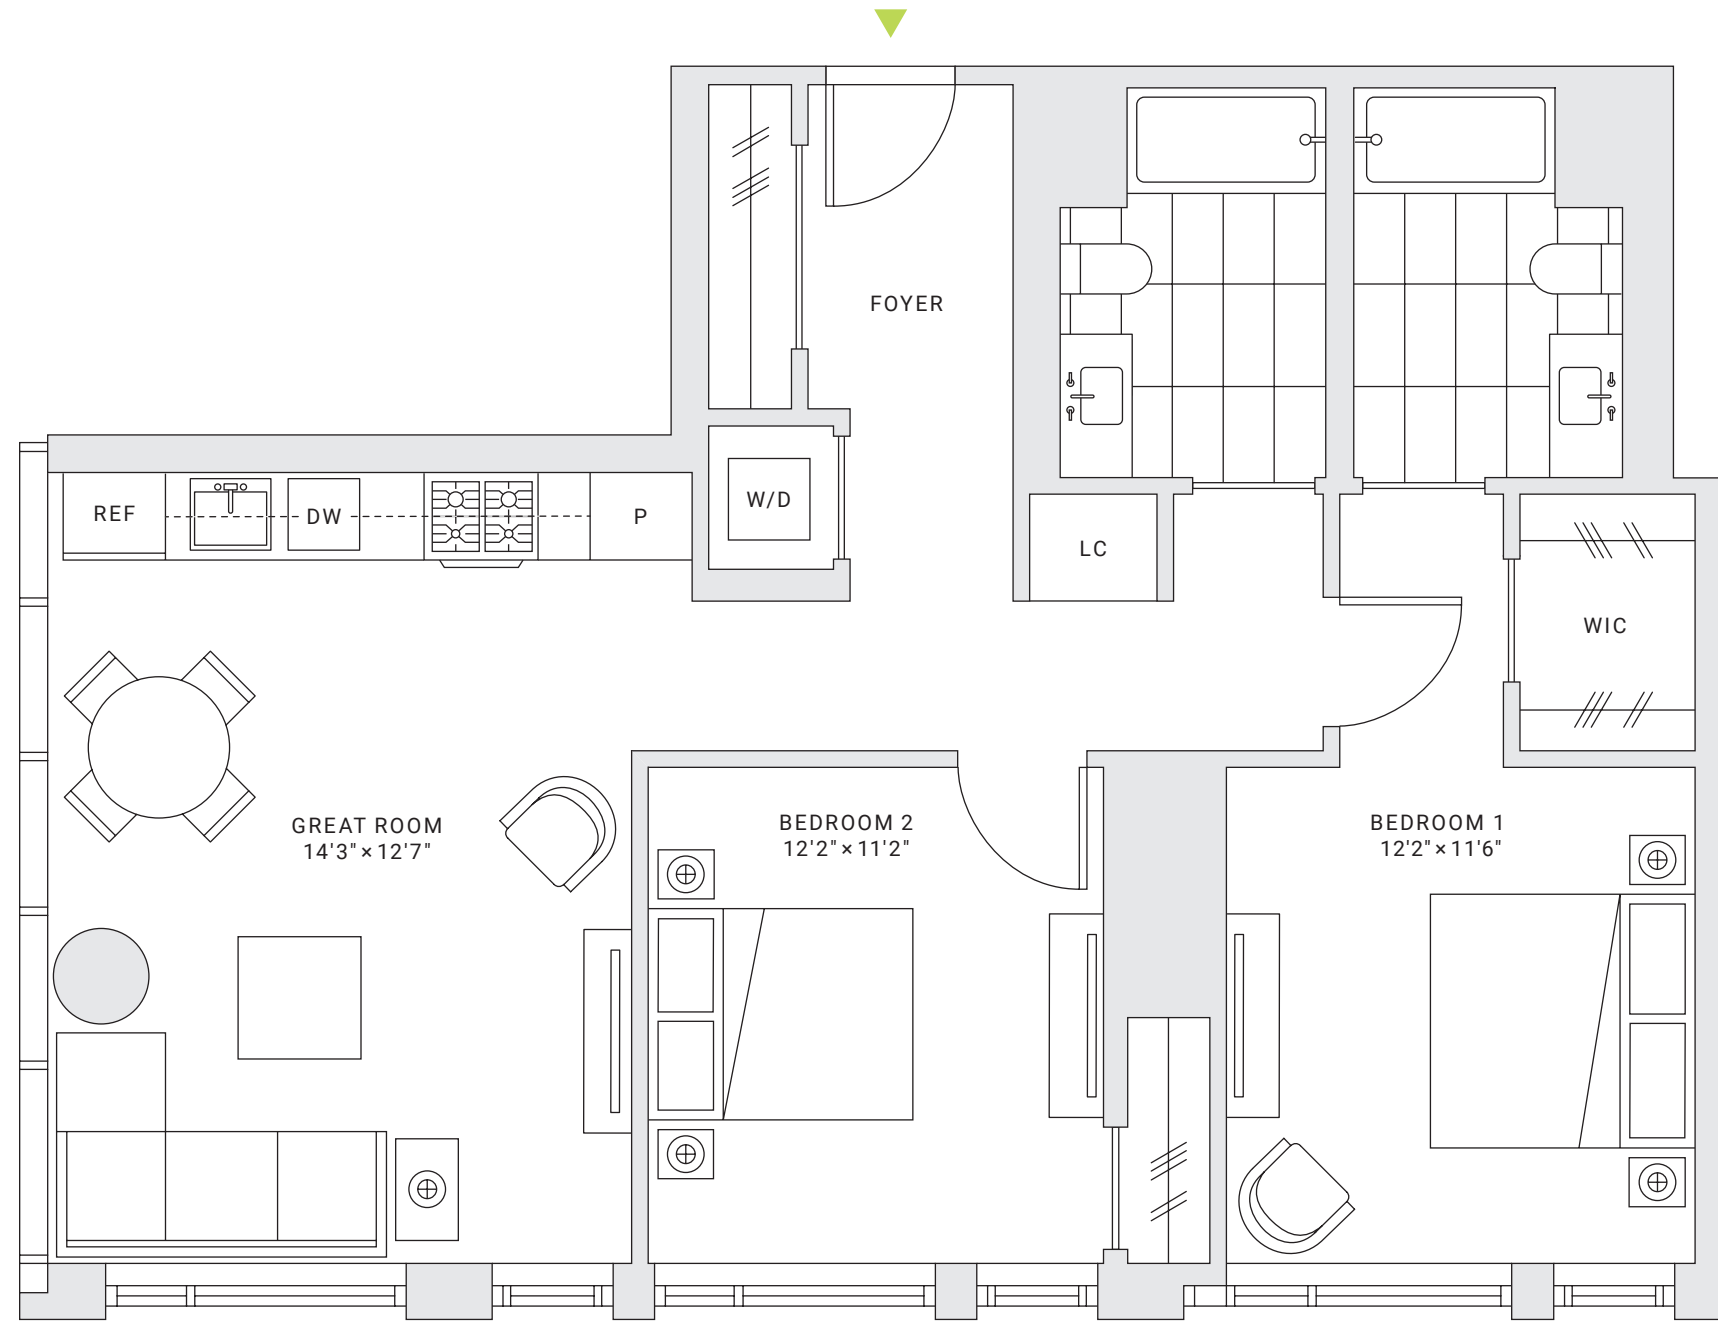 FOYER
REF
DW
P
W/D
LC
WIC
GREAT ROOM
14'3" × 12'7"
BEDROOM 2
12'2" × 11'2"
BEDROOM 1
12'2" × 11'6"